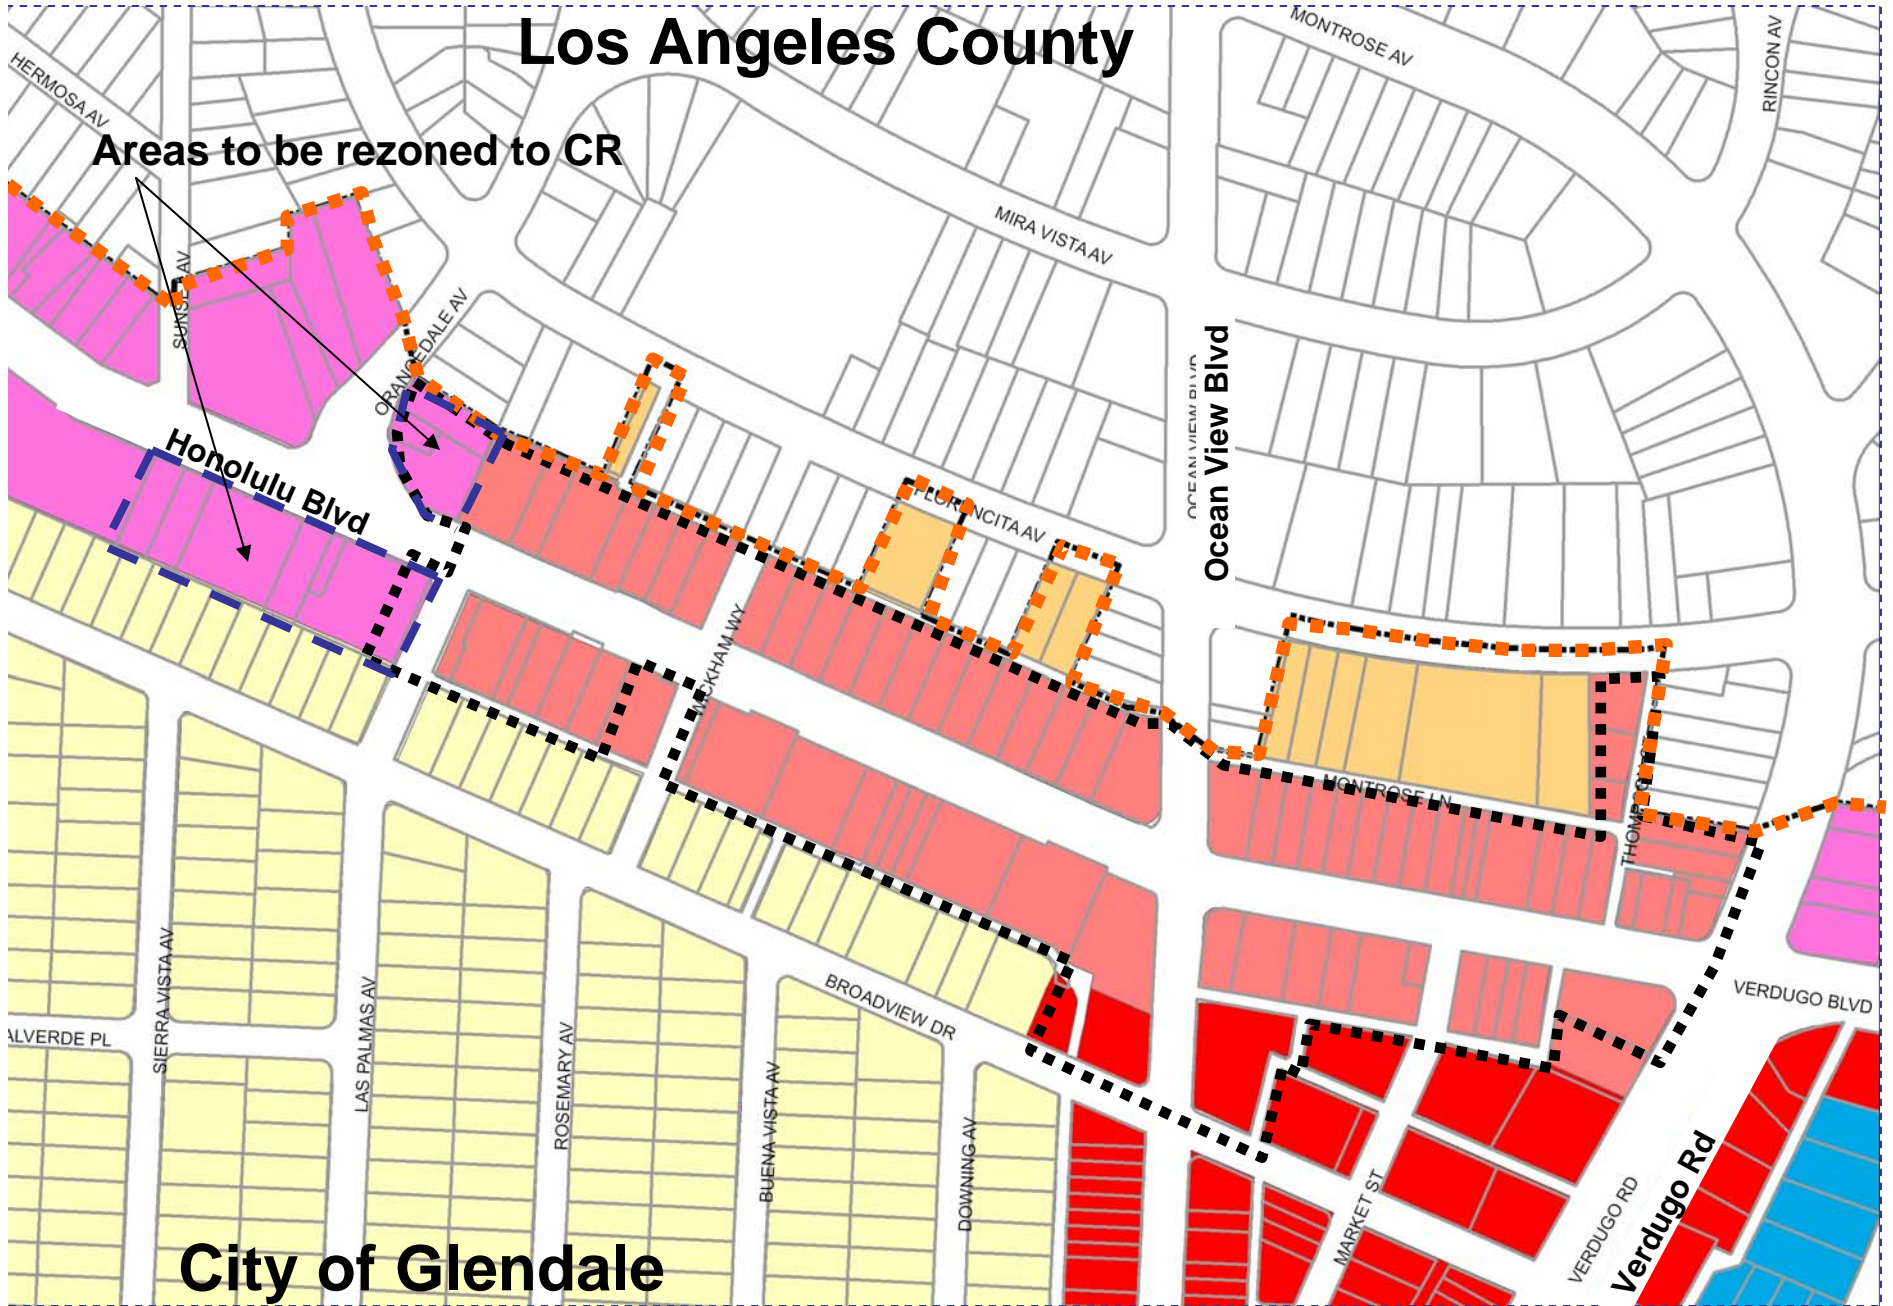 Los Angeles County
MONTROSE AV
RINCON AV
HERMOSA AV
Areas to be rezoned to CR
MIRA VISTA AV
SUNSET AV
ORANGEDALE AV
OCEAN VIEW BLVD
Ocean View Blvd
Honolulu Blvd
FLORENCITA AV
WICKHAM WY
MONTROSE LN
VERDUGO BLVD
BROADVIEW DR
SIERRA VISTA AV
LAS PALMAS AV
ROSEMARY AV
BUENA VISTA AV
DOWNING AV
ALVERDE PL
MARKET ST
VERDUGO RD
Verdugo Rd
City of Glendale